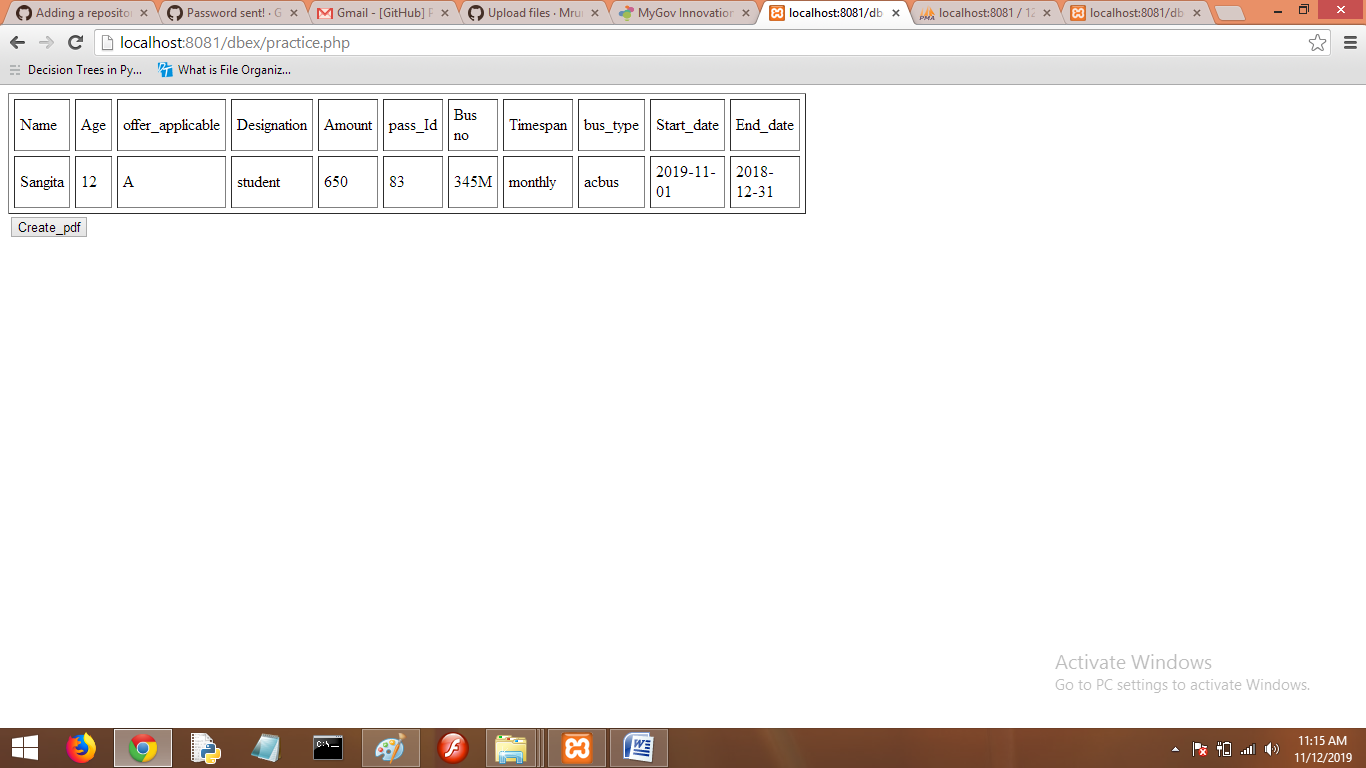 Adding a reposito
Password sent! · G
Gmail - [GitHub] P
Upload files · Mru
MyGov Innovation
localhost:8081/db
localhost:8081 / 12
localhost:8081/db
localhost:8081/dbex/practice.php
Decision Trees in Py...
What is File Organiz...
Name Age offer_applicable Designation Amount pass_Id Bus no Timespan bus_type Start_date End_date
Sangita 12 A student 650 83 345M monthly acbus 2019-11-01 2018-12-31
Create_pdf
Activate Windows
Go to PC settings to activate Windows.
11:15 AM
11/12/2019